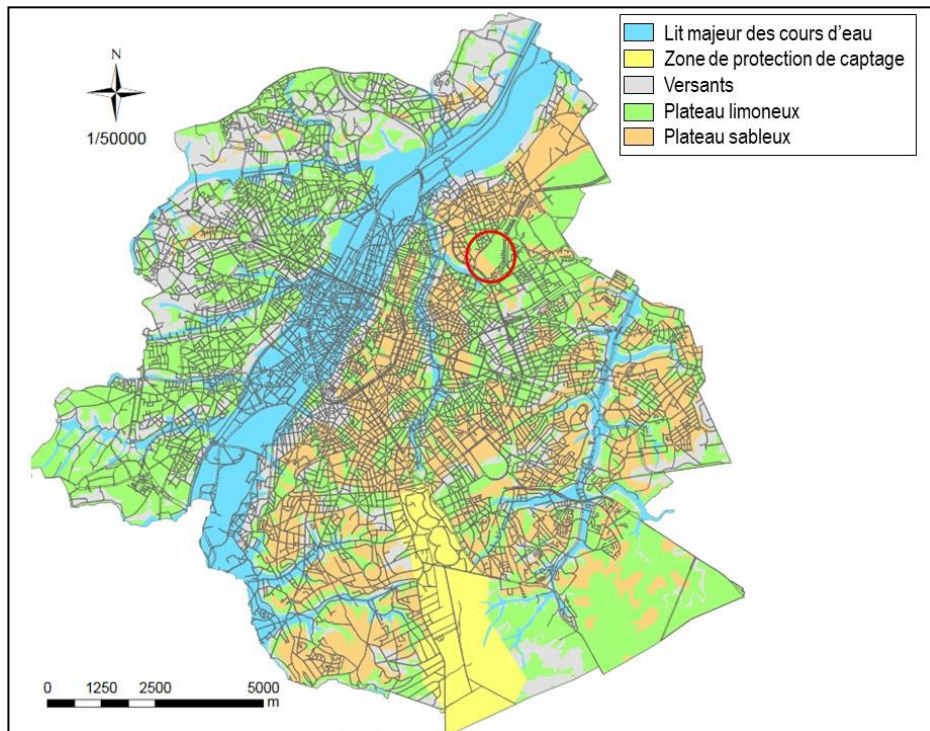 Lit majeur des cours d'eau
Zone de protection de captage
Versants
Plateau limoneux
Plateau sableux
N
1/50000
0 1250 2500 5000
m